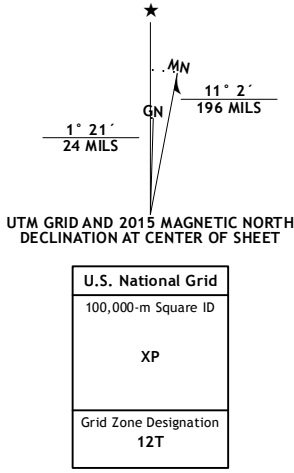 ★
MN
11° 2´
196 MILS
GN
1° 21´
24 MILS
UTM GRID AND 2015 MAGNETIC NORTH
DECLINATION AT CENTER OF SHEET
U.S. National Grid
100,000-m Square ID
XP
Grid Zone Designation
12T